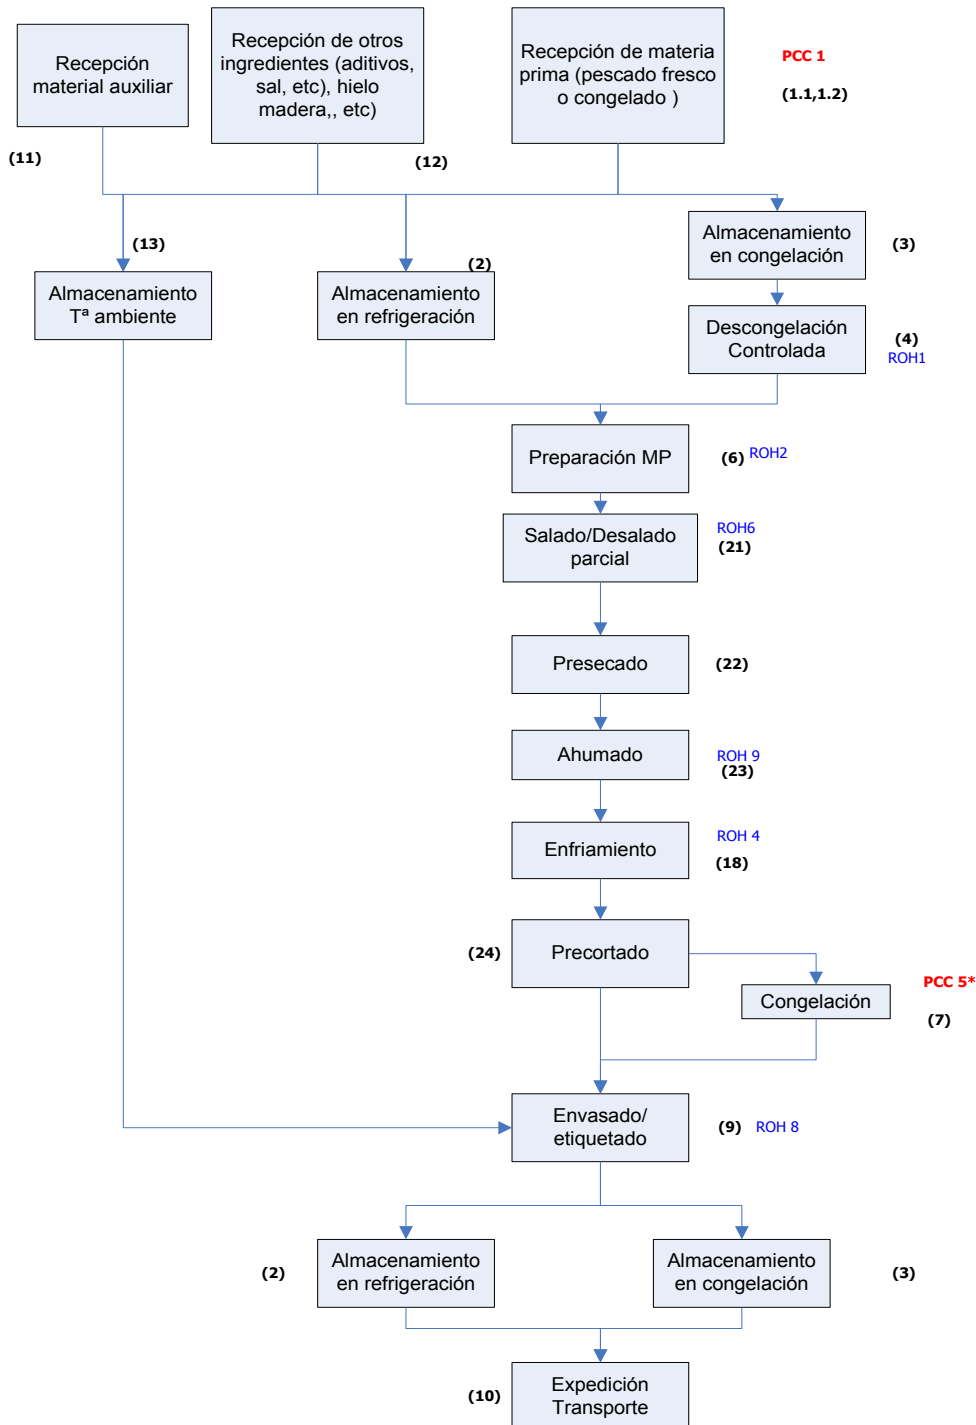 Recepción
material auxiliar
(11)
Recepción de otros
ingredientes (aditivos,
sal, etc), hielo
madera,, etc)
(12)
Recepción de materia
prima (pescado fresco
o congelado )
PCC 1
(1.1,1.2)
(13)
Almacenamiento
Tª ambiente
(2)
Almacenamiento
en refrigeración
Almacenamiento
en congelación
(3)
Descongelación
Controlada
(4)
ROH1
Preparación MP
(6) ROH2
Salado/Desalado
parcial
ROH6
(21)
Presecado
(22)
Ahumado
ROH 9
(23)
Enfriamiento
ROH 4
(18)
(24)
Precortado
Congelación
PCC 5*
(7)
Envasado/
etiquetado
(9) ROH 8
(2)
Almacenamiento
en refrigeración
Almacenamiento
en congelación
(3)
(10)
Expedición
Transporte